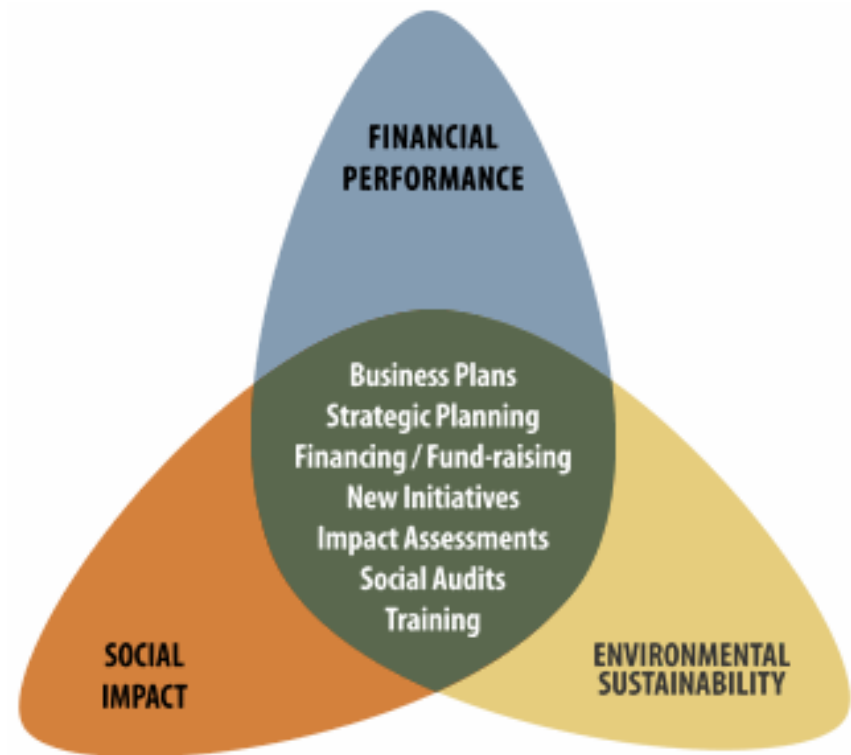 FINANCIAL
PERFORMANCE
Business Plans
Strategic Planning
Financing / Fund-raising
New Initiatives
Impact Assessments
Social Audits
Training
SOCIAL
IMPACT
ENVIRONMENTAL
SUSTAINABILITY